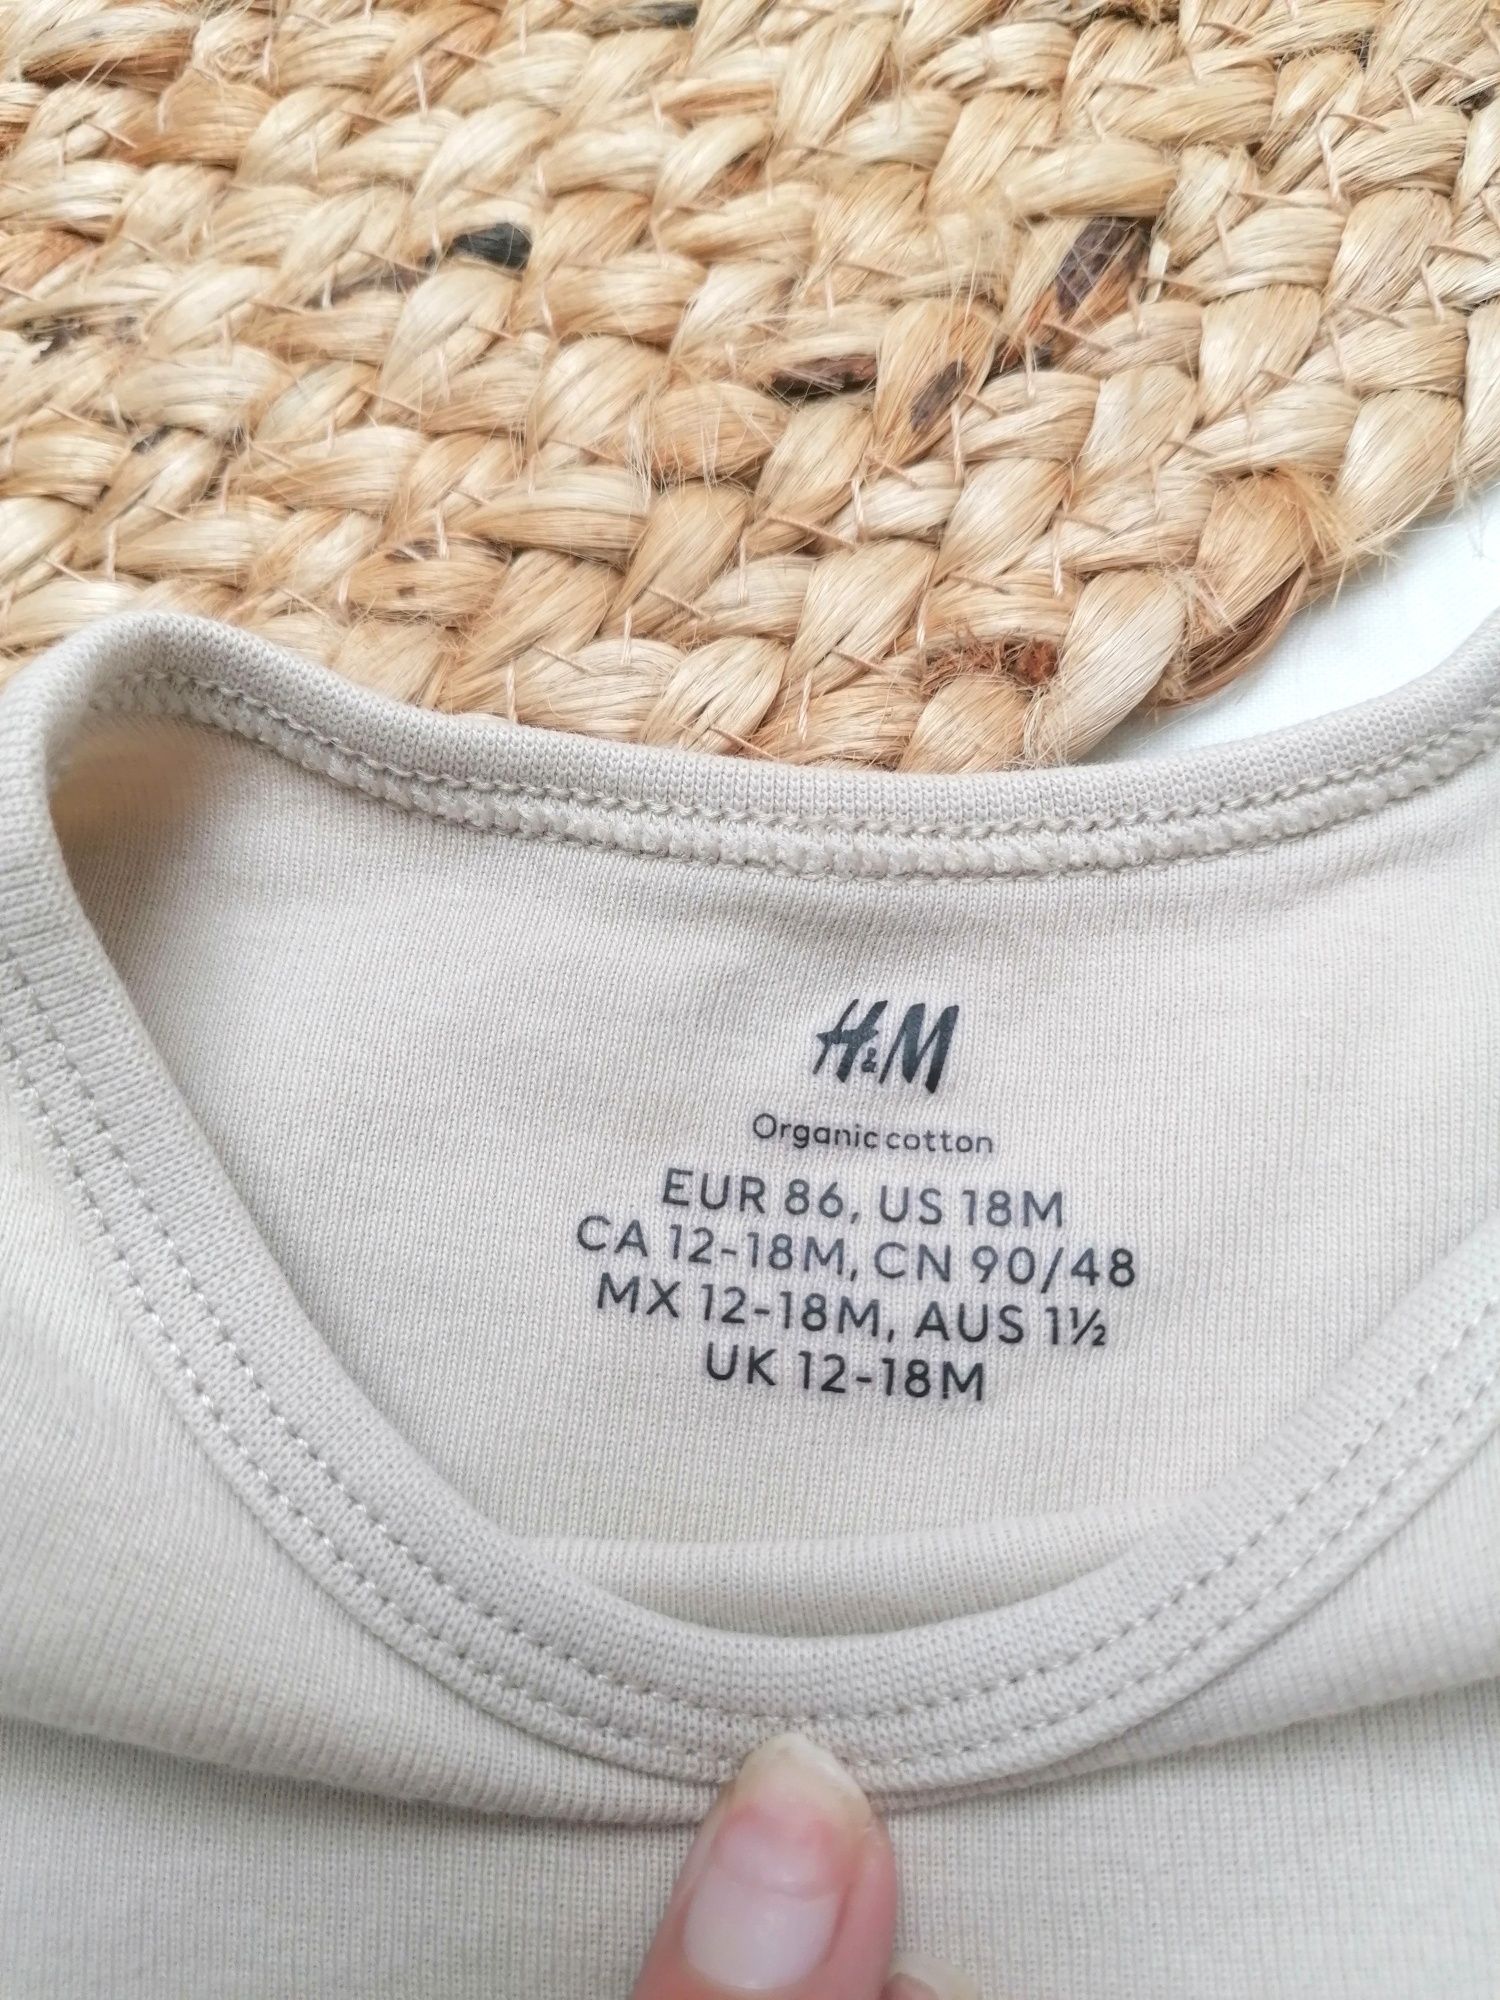 H&M
Organic cotton
EUR 86, US 18M
CA 12-18M, CN 90/48
MX 12-18M, AUS 1½
UK 12-18M